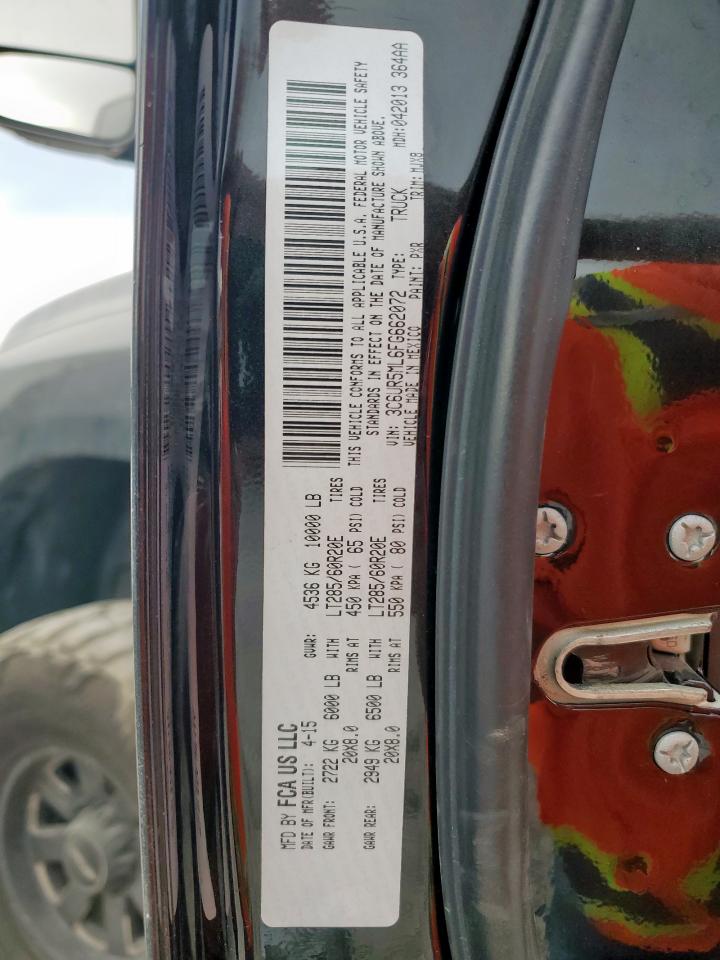 MFD BY FCA US LLC
DATE OF MFR(BUILT): 4-15 GVWR: 4536 KG 10000 LB
GAWR FRONT: 2722 KG 6000 LB WITH LT285/60R20E TIRES
20X8.0 RIMS AT 450 KPA ( 65 PSI) COLD
GAWR REAR: 2949 KG 6500 LB WITH LT285/60R20E TIRES
20X8.0 RIMS AT 550 KPA ( 80 PSI) COLD
THIS VEHICLE CONFORMS TO ALL APPLICABLE U.S.A. FEDERAL MOTOR VEHICLE SAFETY
STANDARDS IN EFFECT ON THE DATE OF MANUFACTURE SHOWN ABOVE.
VIN: 3C6UR5ML6FG662072 TYPE: TRUCK MDH:042013 364AA
VEHICLE MADE IN MEXICO PAINT: PXR TRIM: MJX9